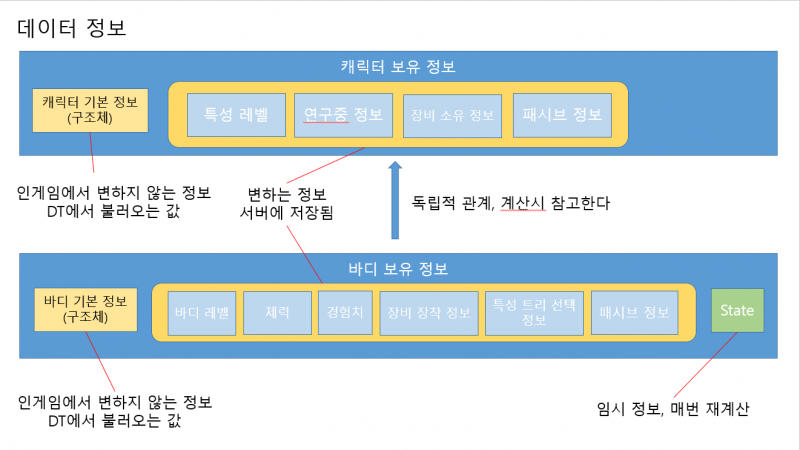 데이터 정보
캐릭터 보유 정보
캐릭터 기본 정보
(구조체)
특성 레벨
연구중 정보
장비 소유 정보
패시브 정보
인게임에서 변하지 않는 정보
DT에서 불러오는 값
변하는 정보
서버에 저장됨
독립적 관계, 계산시 참고한다
바디 보유 정보
바디 기본 정보
(구조체)
바디 레벨
체력
경험치
장비 장착 정보
특성 트리 선택
정보
패시브 정보
State
인게임에서 변하지 않는 정보
DT에서 불러오는 값
임시 정보, 매번 재계산